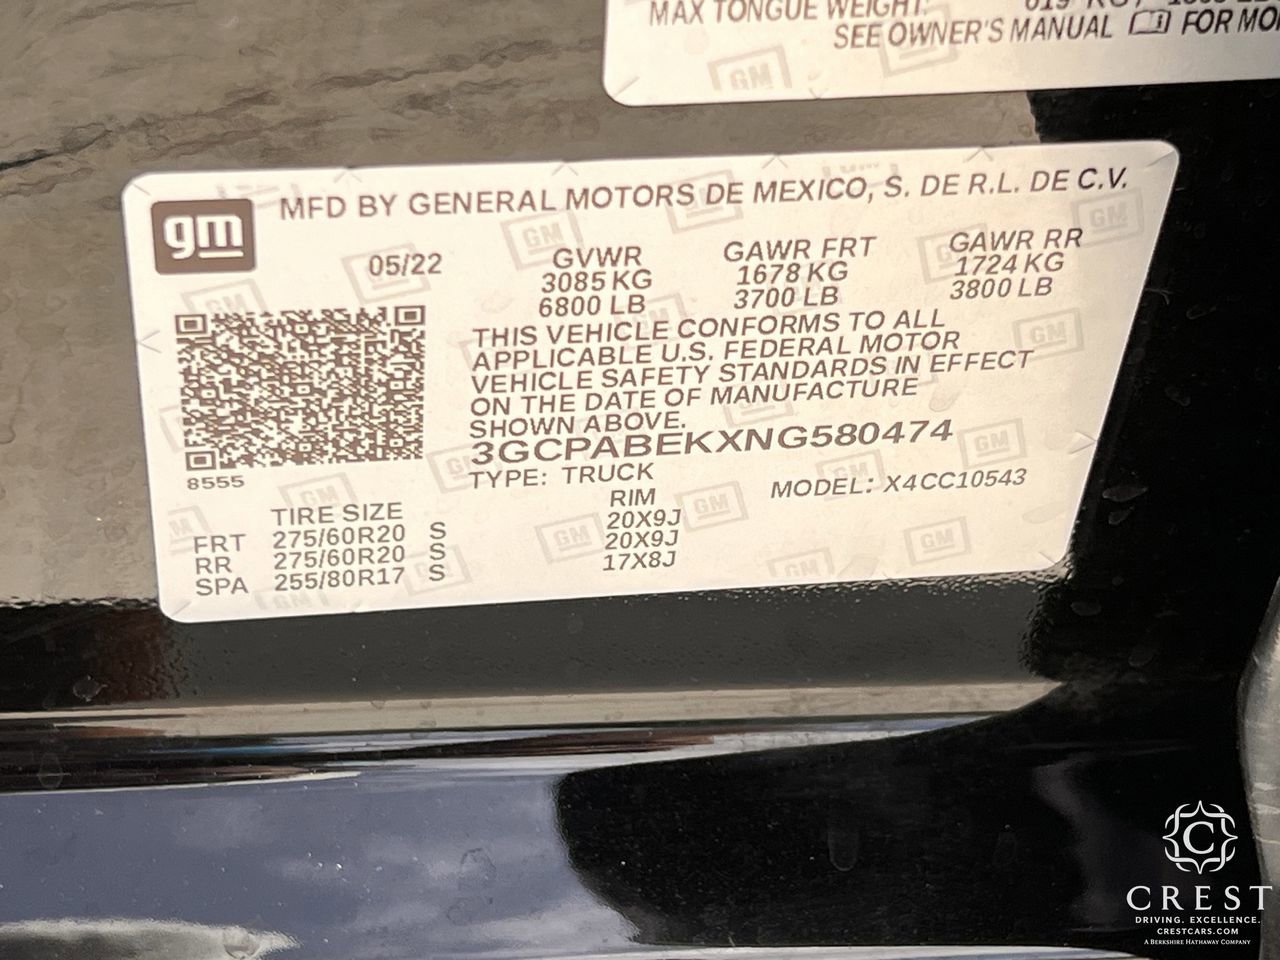 MAX TONGUE WEIGHT:
SEE OWNER'S MANUAL FOR MO
gm
MFD BY GENERAL MOTORS DE MEXICO, S. DE R.L. DE C.V.
05/22 GVWR GAWR FRT GAWR RR
3085 KG 1678 KG 1724 KG
6800 LB 3700 LB 3800 LB
THIS VEHICLE CONFORMS TO ALL
APPLICABLE U.S. FEDERAL MOTOR
VEHICLE SAFETY STANDARDS IN EFFECT
ON THE DATE OF MANUFACTURE
SHOWN ABOVE.
3GCPABEKXNG580474
8555
TYPE: TRUCK MODEL: X4CC10543
TIRE SIZE RIM
FRT 275/60R20 S 20X9J
RR 275/60R20 S 20X9J
SPA 255/80R17 S 17X8J
C
CREST
DRIVING. EXCELLENCE.
CRESTCARS.COM
A BERKSHIRE HATHAWAY COMPANY